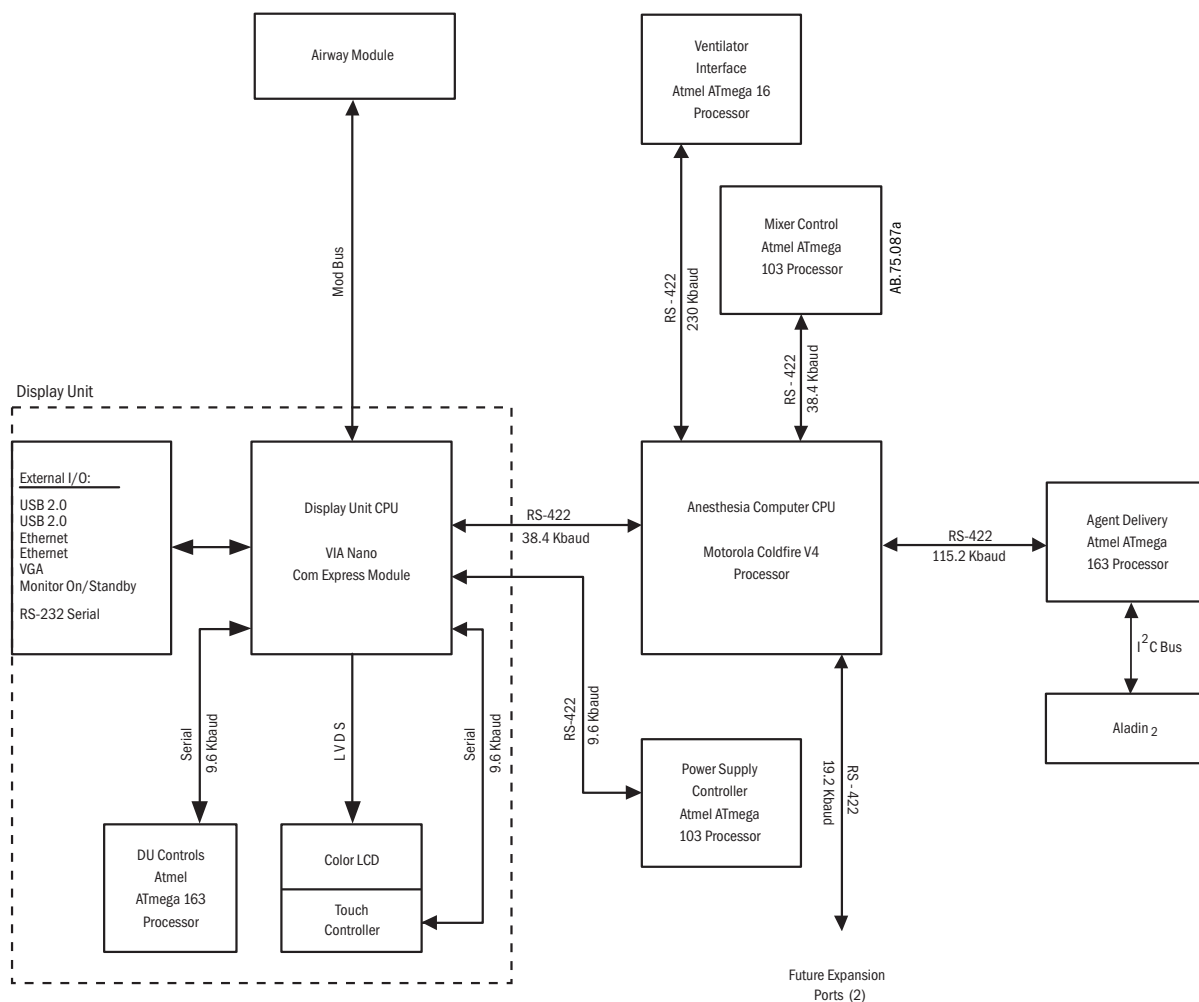 Airway Module
Ventilator
Interface
Atmel ATmega 16
Processor
Mixer Control
Atmel ATmega
103 Processor
AB.75.087a
Mod Bus
RS - 422
230 Kbaud
RS - 422
38.4 Kbaud
Display Unit
External I/O:
USB 2.0
USB 2.0
Ethernet
Ethernet
VGA
Monitor On/Standby
RS-232 Serial
Display Unit CPU
VIA Nano
Com Express Module
RS-422
38.4 Kbaud
Anesthesia Computer CPU
Motorola Coldfire V4
Processor
RS-422
115.2 Kbaud
Agent Delivery
Atmel ATmega
163 Processor
I²C Bus
Aladin ₂
Serial
9.6 Kbaud
L V D S
Serial
9.6 Kbaud
RS-422
9.6 Kbaud
Power Supply
Controller
Atmel ATmega
103 Processor
RS - 422
19.2 Kbaud
DU Controls
Atmel
ATmega 163
Processor
Color LCD
Touch
Controller
Future Expansion
Ports (2)